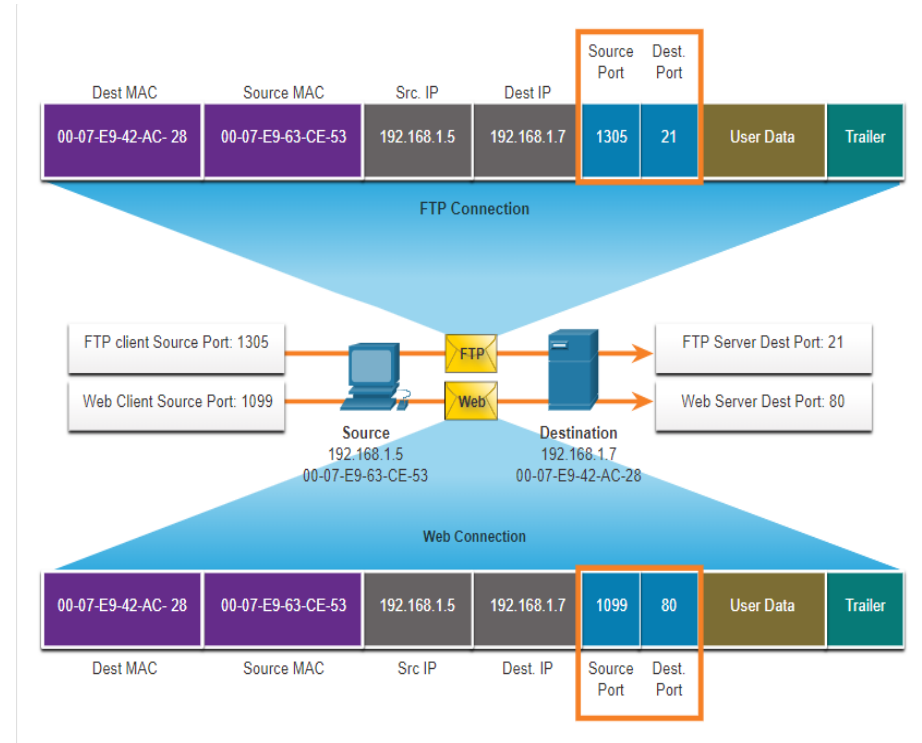 Source Dest.
Port Port
Dest MAC Source MAC Src. IP Dest IP
00-07-E9-42-AC- 28 00-07-E9-63-CE-53 192.168.1.5 192.168.1.7 1305 21 User Data Trailer
FTP Connection
FTP client Source Port: 1305 FTP FTP Server Dest Port: 21
Web Client Source Port: 1099 Web Web Server Dest Port: 80
Source Destination
192.168.1.5 192.168.1.7
00-07-E9-63-CE-53 00-07-E9-42-AC-28
Web Connection
00-07-E9-42-AC- 28 00-07-E9-63-CE-53 192.168.1.5 192.168.1.7 1099 80 User Data Trailer
Dest MAC Source MAC Src IP Dest. IP Source Dest.
Port Port